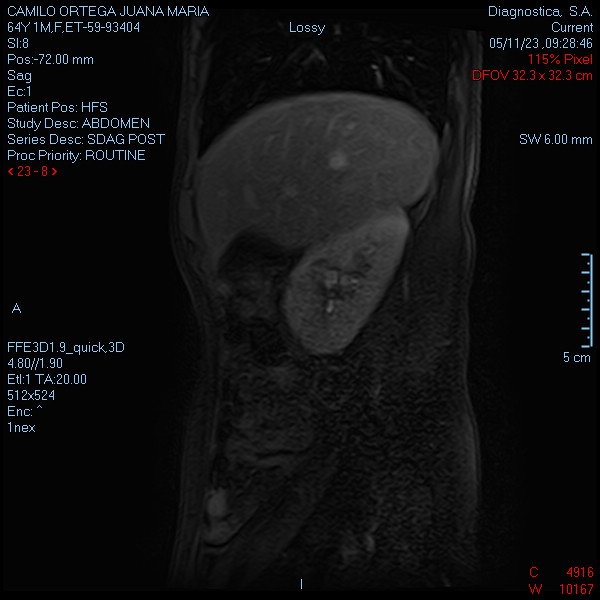 CAMILO ORTEGA JUANA MARIA
64Y 1M,F,ET-59-93404
Sl:8
Pos:-72.00 mm
Sag
Ec:1
Patient Pos: HFS
Study Desc: ABDOMEN
Series Desc: SDAG POST
Proc Priority: ROUTINE
< 23 - 8 >
Lossy
Diagnostica, S.A.
Current
05/11/23 ,09:28:46
115% Pixel
DFOV 32.3 x 32.3 cm
SW 6.00 mm
A
5 cm
FFE3D1.9_quick,3D
4.80//1.90
Etl:1 TA:20.00
512x524
Enc: ^
1nex
I
C 4916
W 10167